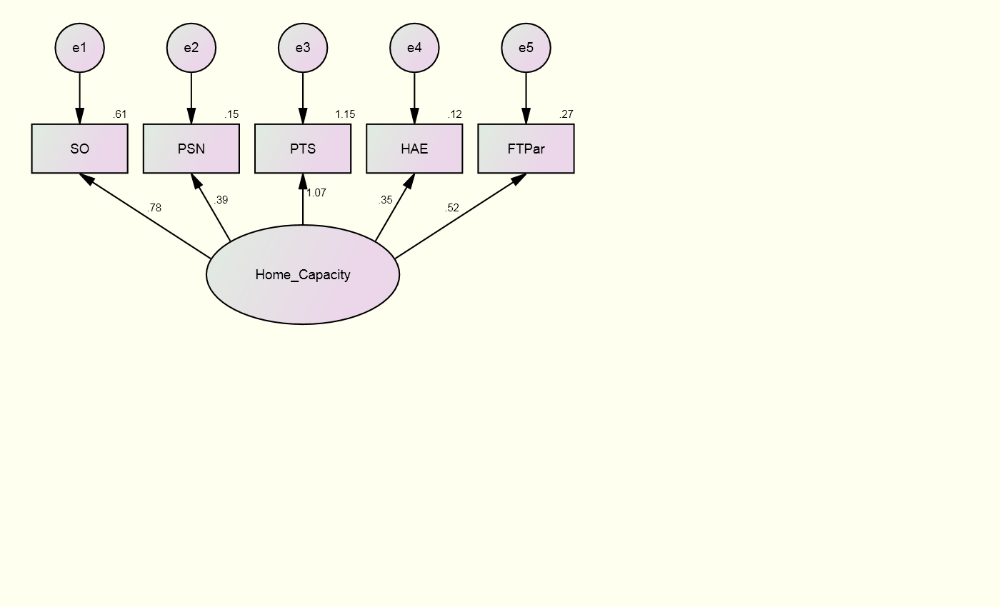 e1 e2 e3 e4 e5
.61 .15 1.15 .12 .27
SO PSN PTS HAE FTPar
.78 .39 1.07 .35 .52
Home_Capacity